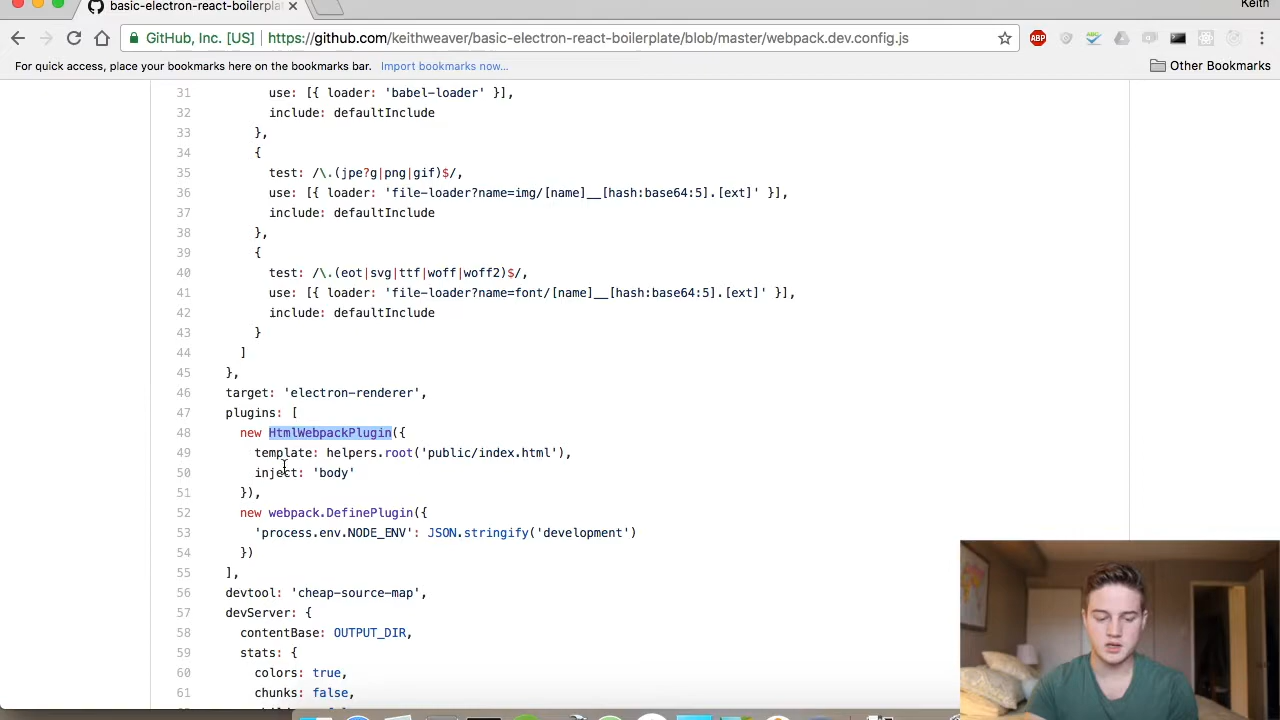 basic-electron-react-boilerplat
Keith
GitHub, Inc. [US] | https://github.com/keithweaver/basic-electron-react-boilerplate/blob/master/webpack.dev.config.js
ABP
For quick access, place your bookmarks here on the bookmarks bar. Import bookmarks now... Other Bookmarks
31 use: [{ loader: 'babel-loader' }],
32 include: defaultInclude
33 },
34 {
35 test: /\.(jpe?g|png|gif)$/,
36 use: [{ loader: 'file-loader?name=img/[name]__[hash:base64:5].[ext]' }],
37 include: defaultInclude
38 },
39 {
40 test: /\.(eot|svg|ttf|woff|woff2)$/,
41 use: [{ loader: 'file-loader?name=font/[name]__[hash:base64:5].[ext]' }],
42 include: defaultInclude
43 }
44 ]
45 },
46 target: 'electron-renderer',
47 plugins: [
48 new HtmlWebpackPlugin({
49 template: helpers.root('public/index.html'),
50 inject: 'body'
51 }),
52 new webpack.DefinePlugin({
53 'process.env.NODE_ENV': JSON.stringify('development')
54 })
55 ],
56 devtool: 'cheap-source-map',
57 devServer: {
58 contentBase: OUTPUT_DIR,
59 stats: {
60 colors: true,
61 chunks: false,